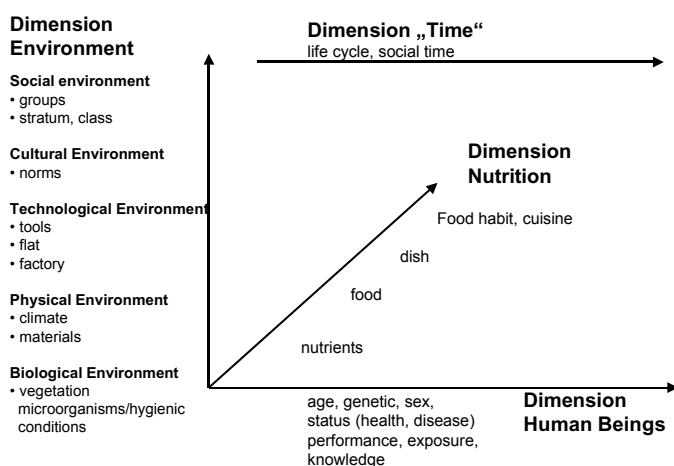 Dimension
Environment
Social environment
• groups
• stratum, class
Cultural Environment
• norms
Technological Environment
• tools
• flat
• factory
Physical Environment
• climate
• materials
Biological Environment
• vegetation
microorganisms/hygienic
conditions
Dimension „Time“
life cycle, social time
Dimension
Nutrition
Food habit, cuisine
dish
food
nutrients
age, genetic, sex,
status (health, disease)
performance, exposure,
knowledge
Dimension
Human Beings